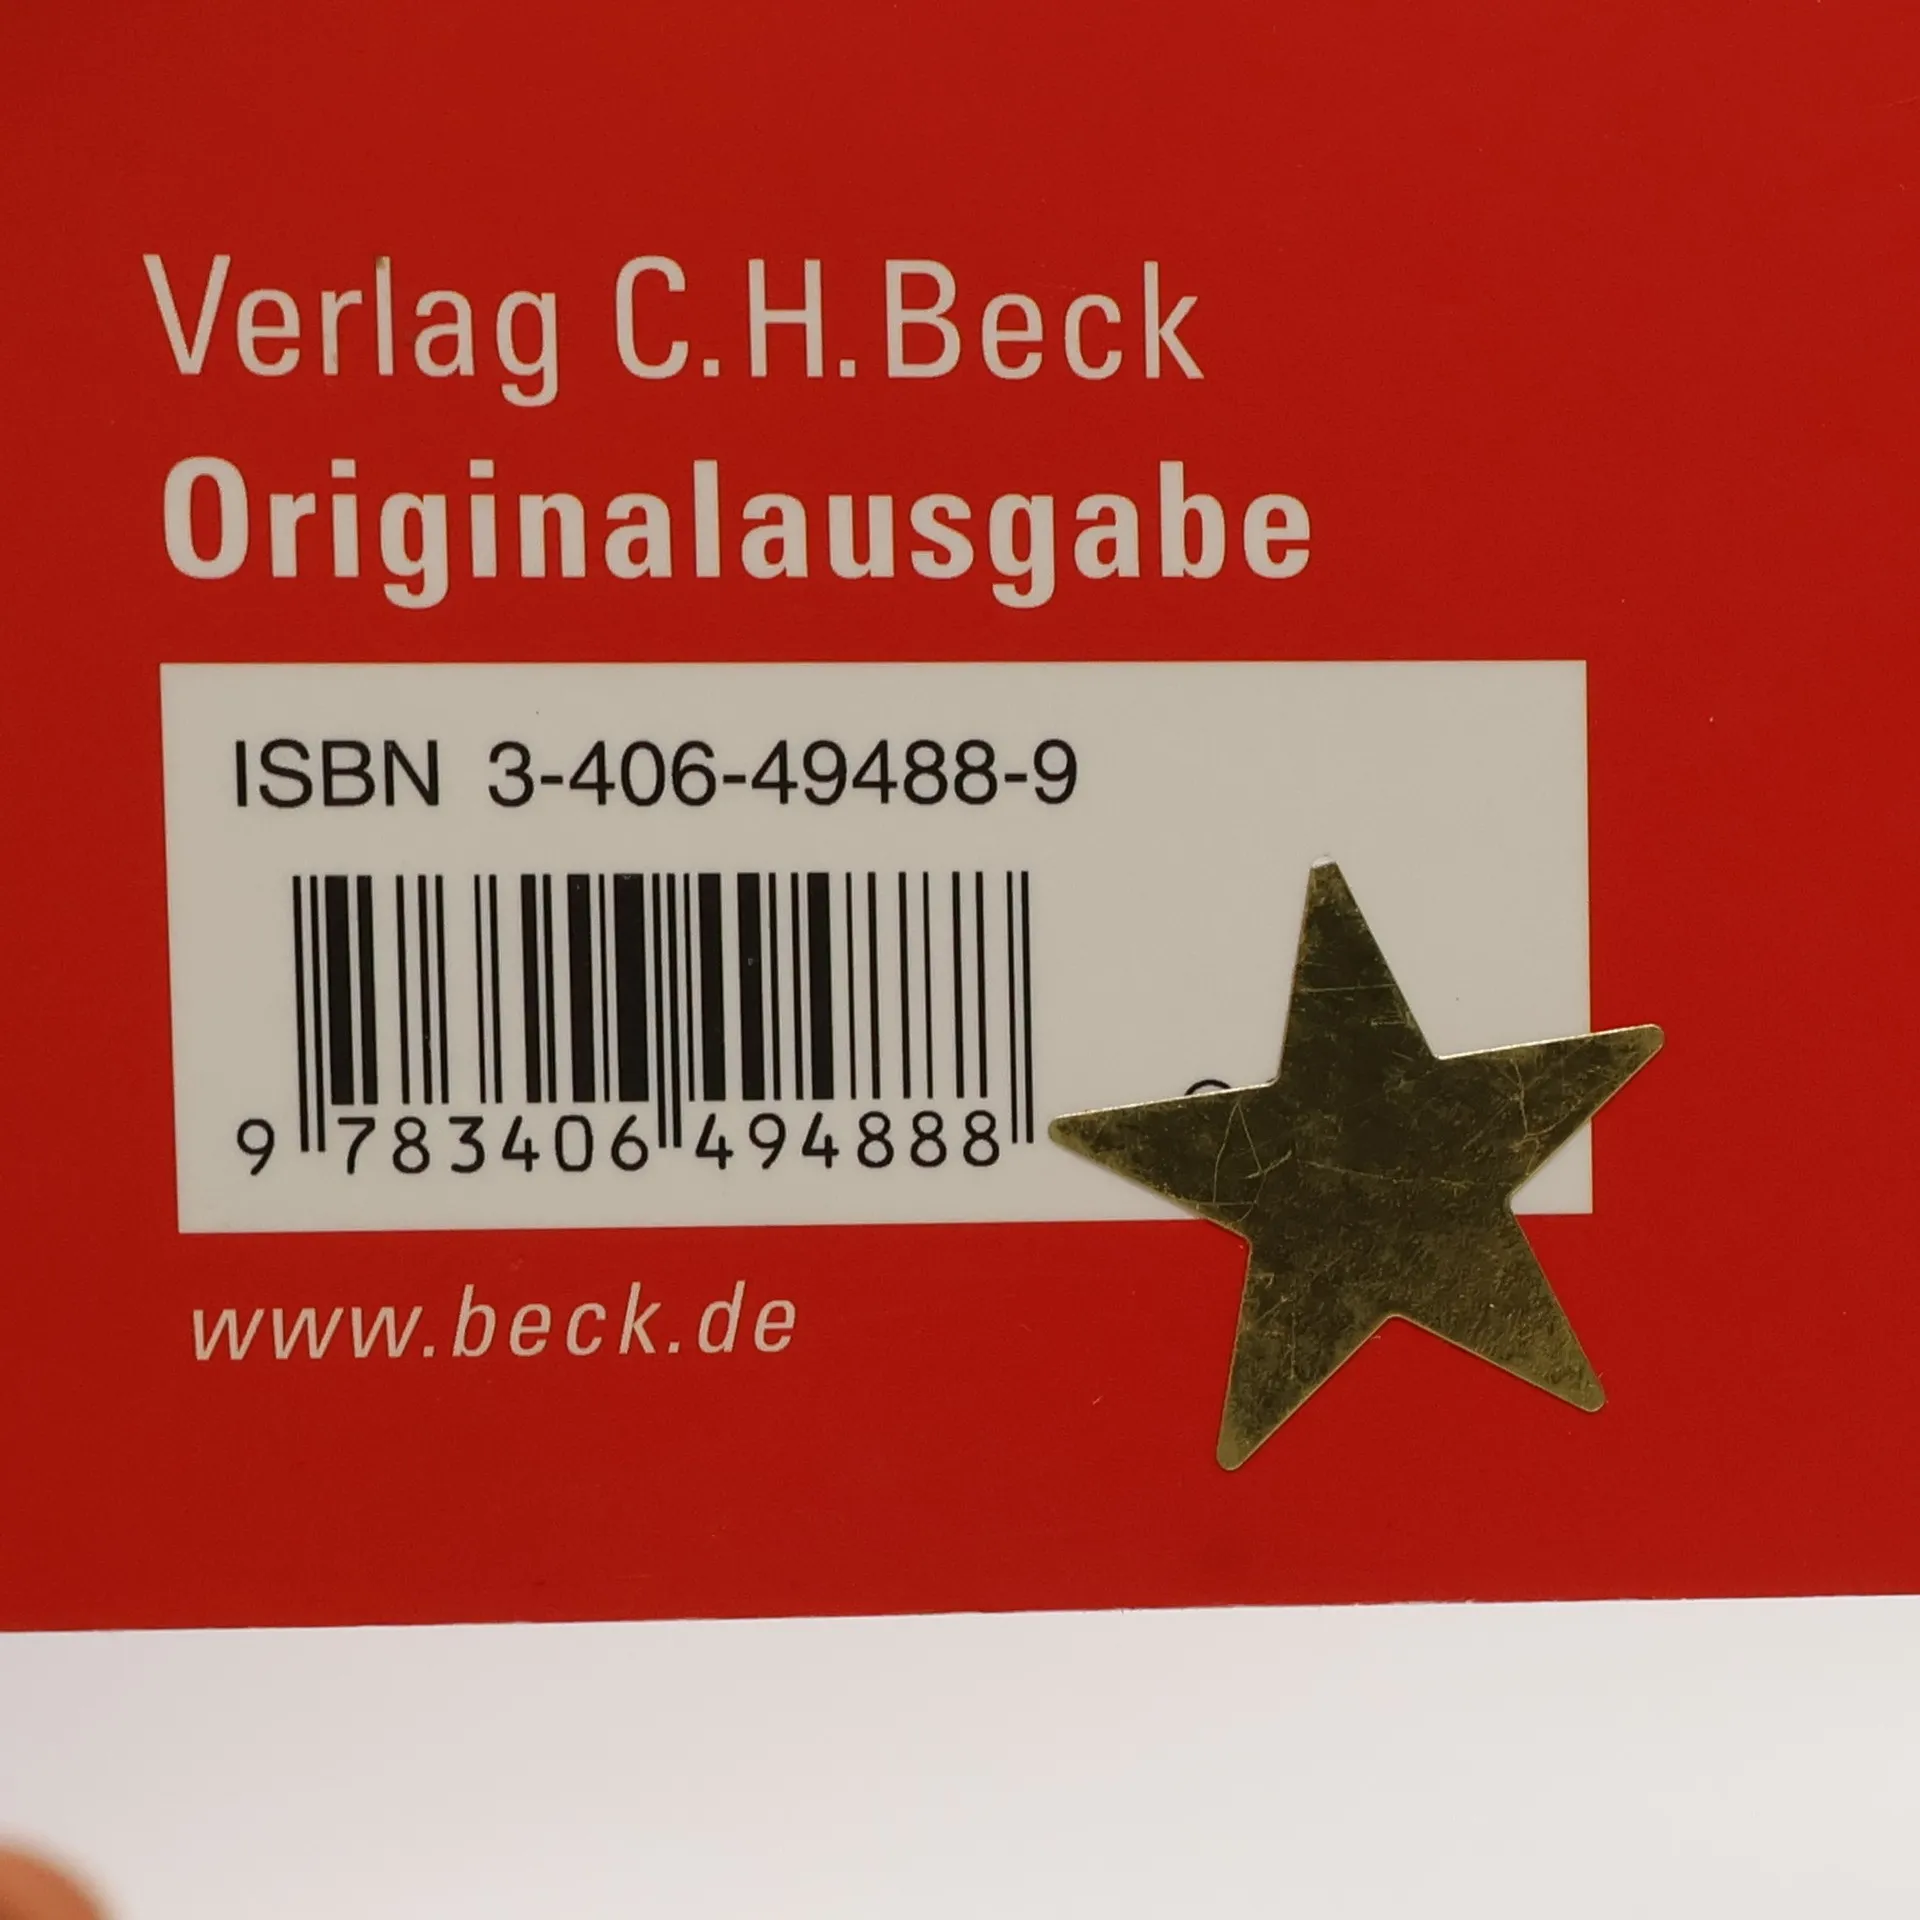 Verlag C.H.Beck
Originalausgabe
ISBN 3-406-49488-9
9 783406 494888
www.beck.de